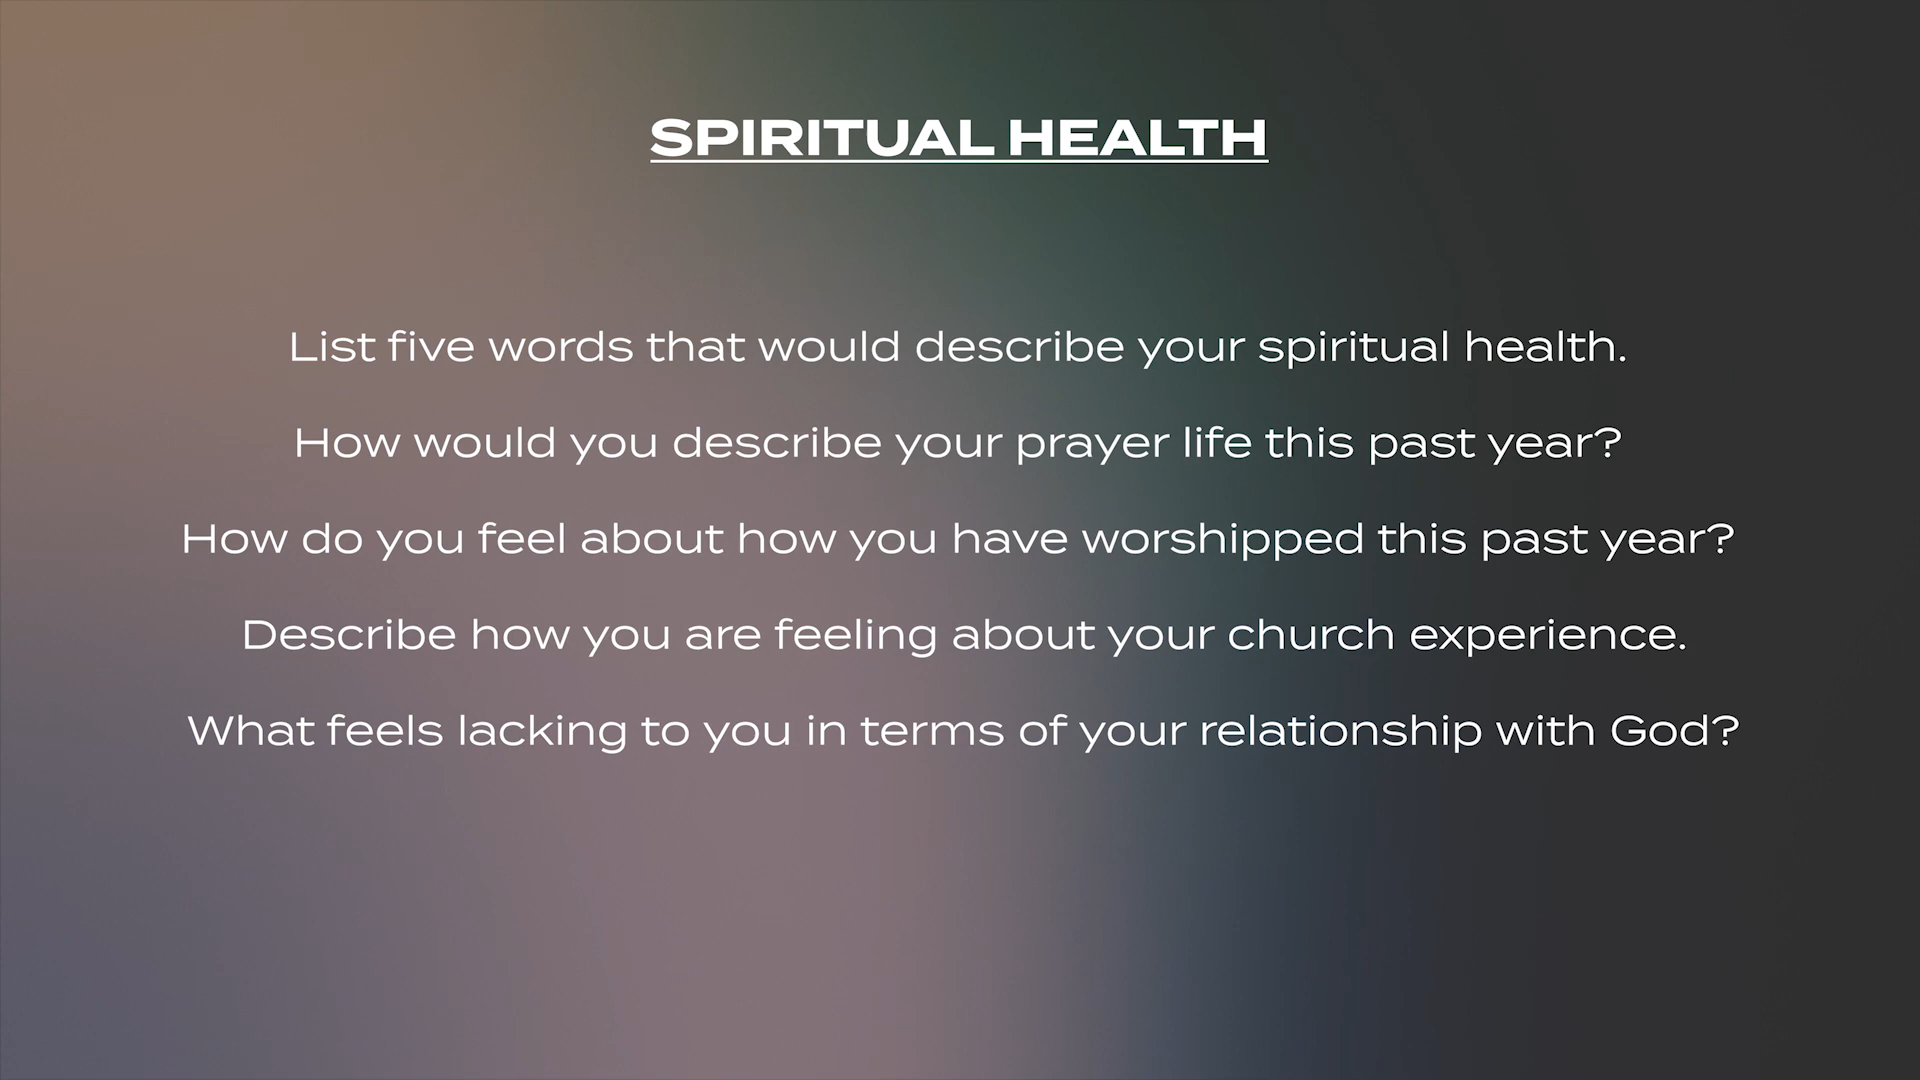 SPIRITUAL HEALTH
List five words that would describe your spiritual health.
How would you describe your prayer life this past year?
How do you feel about how you have worshipped this past year?
Describe how you are feeling about your church experience.
What feels lacking to you in terms of your relationship with God?